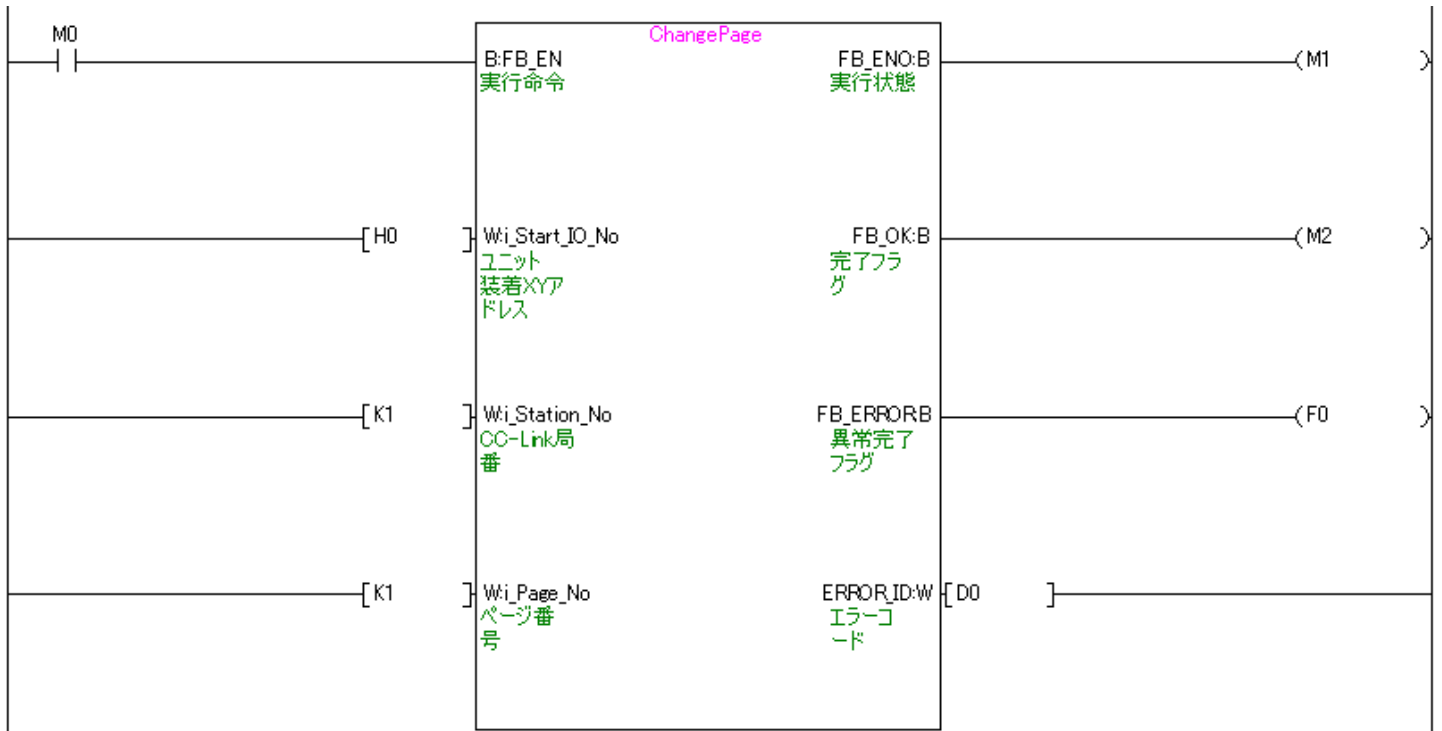 ChangePage
M0
B:FB_EN
実行命令
FB_ENO:B
実行状態
M1
H0
W:i_Start_IO_No
ユニット
装着XYア
ドレス
FB_OK:B
完了フラ
グ
M2
K1
W:i_Station_No
CC-Link局
番
FB_ERROR:B
異常完了
フラグ
F0
K1
W:i_Page_No
ページ番
号
ERROR_ID:W
エラーコ
ード
D0